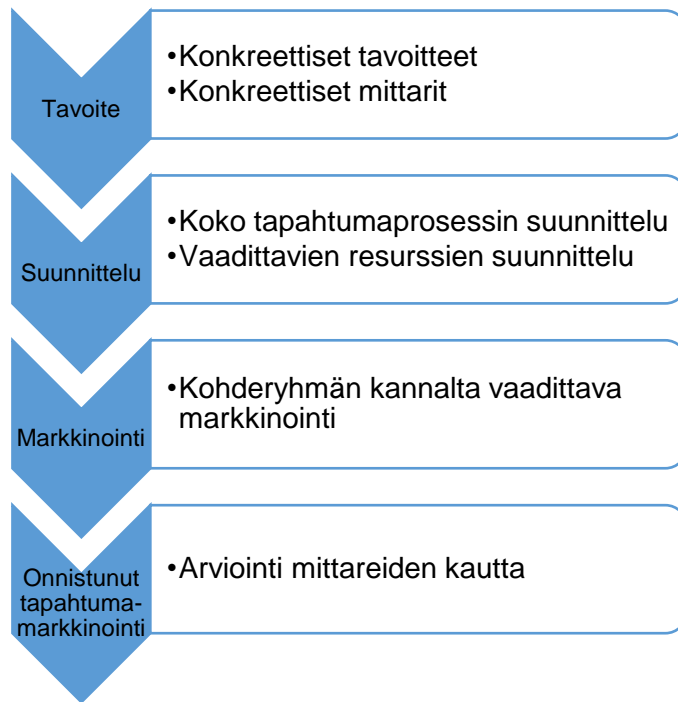 Tavoite
•Konkreettiset tavoitteet
•Konkreettiset mittarit
Suunnittelu
•Koko tapahtumaprosessin suunnittelu
•Vaadittavien resurssien suunnittelu
Markkinointi
•Kohderyhmän kannalta vaadittava
markkinointi
Onnistunut
tapahtuma-
markkinointi
•Arviointi mittareiden kautta